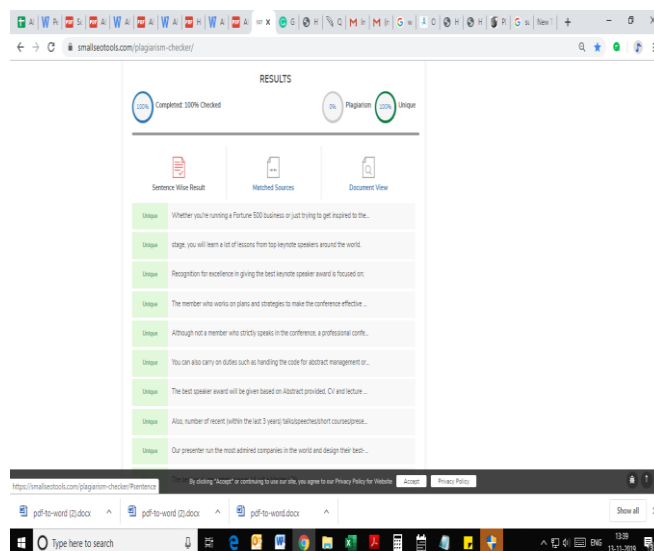 smallseotools.com/plagiarism-checker/
RESULTS
100% Completed: 100% Checked
0% Plagiarism 100% Unique
Sentence Wise Result Matched Sources Document View
Unique Whether you're running a Fortune 500 business or just trying to get inspired to the...
Unique stage, you will learn a lot of lessons from top keynote speakers around the world.
Unique Recognition for excellence in giving the best keynote speaker award is focused on:
Unique The member who works on plans and strategies to make the conference effective ...
Unique Although not a member who strictly speaks in the conference, a professional confe...
Unique You can also carry on duties such as handling the code for abstract management or...
Unique The best speaker award will be given based on Abstract provided, CV and lecture ...
Unique Also, number of recent (within the last 3 years) talks/speeches/short courses/prese...
Unique Our presenter run the most admired companies in the world and design their best-...
By clicking "Accept" or continuing to use our site, you agree to our Privacy Policy for Website Accept Privacy Policy
https://smallseotools.com/plagiarism-checker/#sentence
pdf-to-word (2).docx pdf-to-word (2).docx pdf-to-word.docx Show all
Type here to search ENG 13:39
13-11-2019